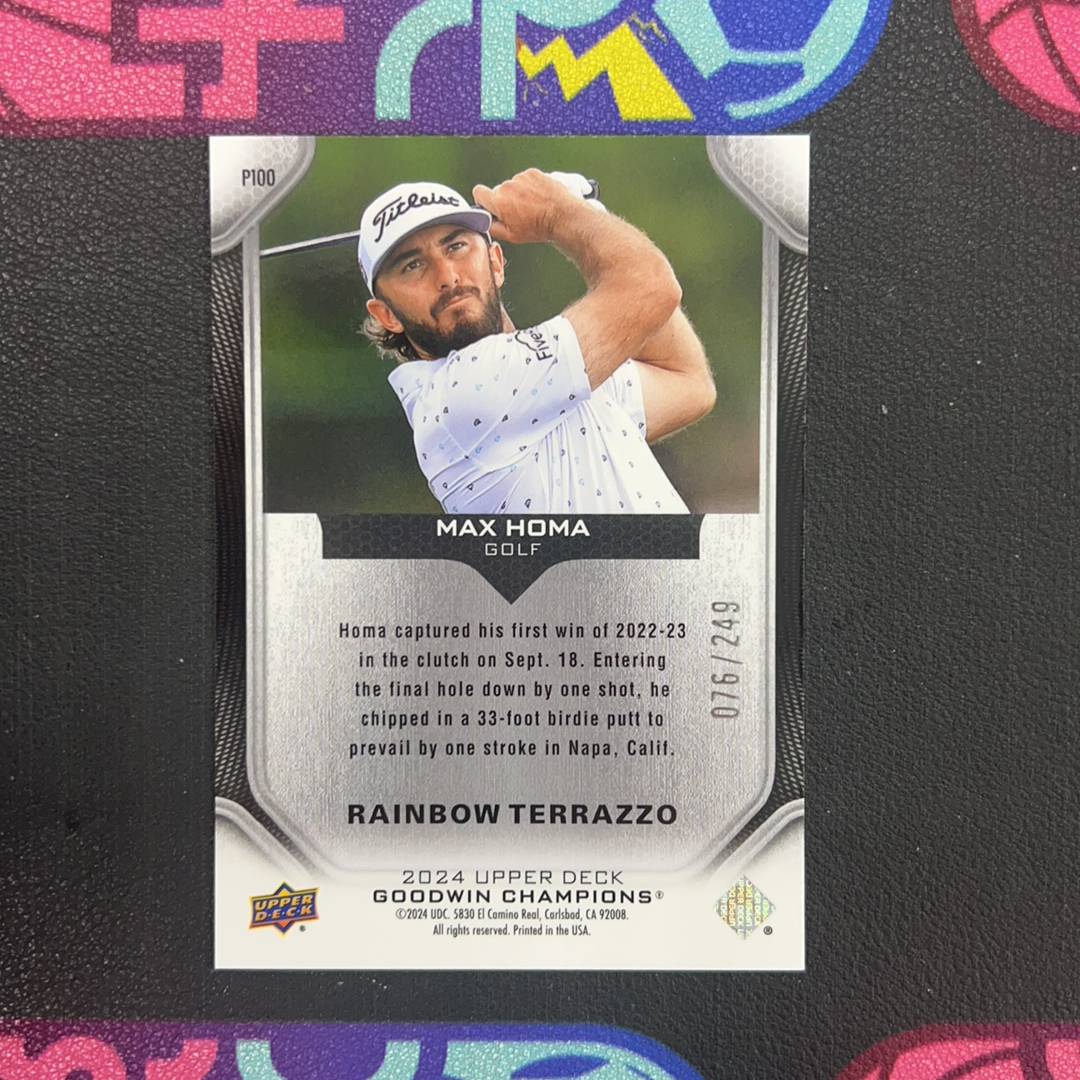 P100
Titleist
Five
MAX HOMA
GOLF
Homa captured his first win of 2022-23
in the clutch on Sept. 18. Entering
the final hole down by one shot, he
chipped in a 33-foot birdie putt to
prevail by one stroke in Napa, Calif.
076/249
RAINBOW TERRAZZO
2024 UPPER DECK
GOODWIN CHAMPIONS®
©2024 UDC. 5830 El Camino Real, Carlsbad, CA 92008.
All rights reserved. Printed in the USA.
UPPER
D·E·C·K
®
®